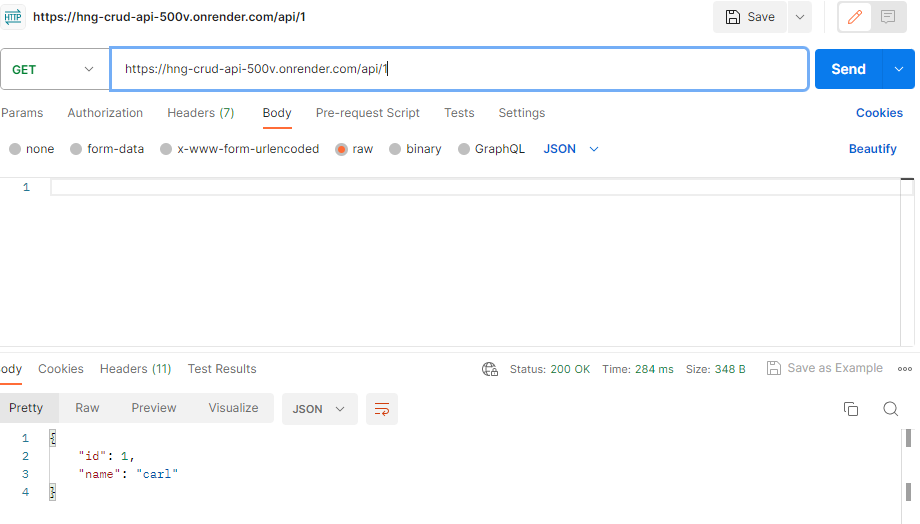 HTTP https://hng-crud-api-500v.onrender.com/api/1 Save
GET https://hng-crud-api-500v.onrender.com/api/1 Send
Params Authorization Headers (7) Body Pre-request Script Tests Settings Cookies
none form-data x-www-form-urlencoded raw binary GraphQL JSON Beautify
1
ody Cookies Headers (11) Test Results Status: 200 OK Time: 284 ms Size: 348 B Save as Example
Pretty Raw Preview Visualize JSON
1 {
2 "id": 1,
3 "name": "carl"
4 }